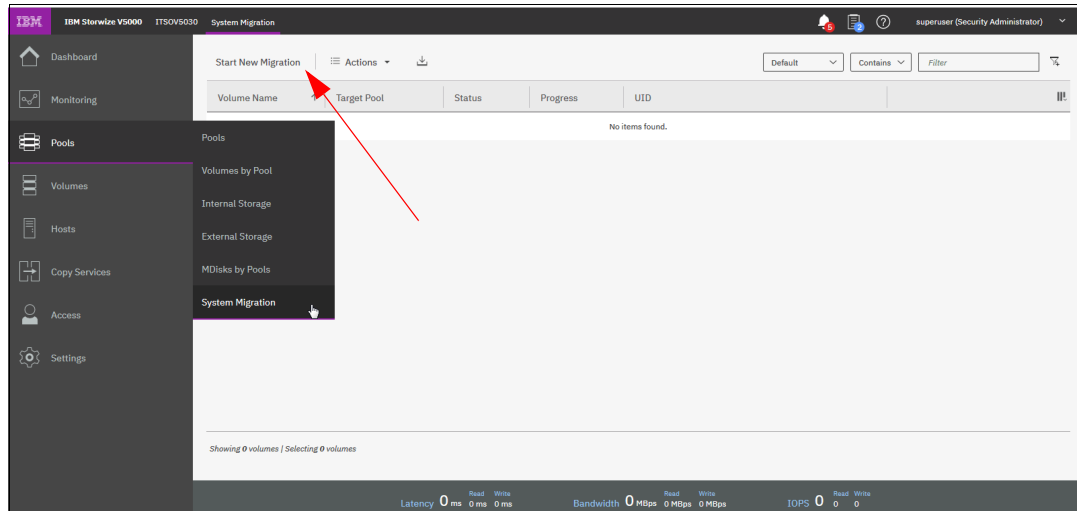 IBM IBM Storwize V5000 ITSOV5030 System Migration 5 2 superuser (Security Administrator)
Dashboard
Monitoring
Pools
Volumes
Hosts
Copy Services
Access
Settings
Pools
Volumes by Pool
Internal Storage
External Storage
MDisks by Pools
System Migration
Start New Migration Actions Default Contains Filter
Volume Name Target Pool Status Progress UID
No items found.
Showing 0 volumes | Selecting 0 volumes
Latency 0 ms Read 0 ms Write 0 ms Bandwidth 0 MBps Read 0 MBps Write 0 MBps IOPS 0 Read 0 Write 0